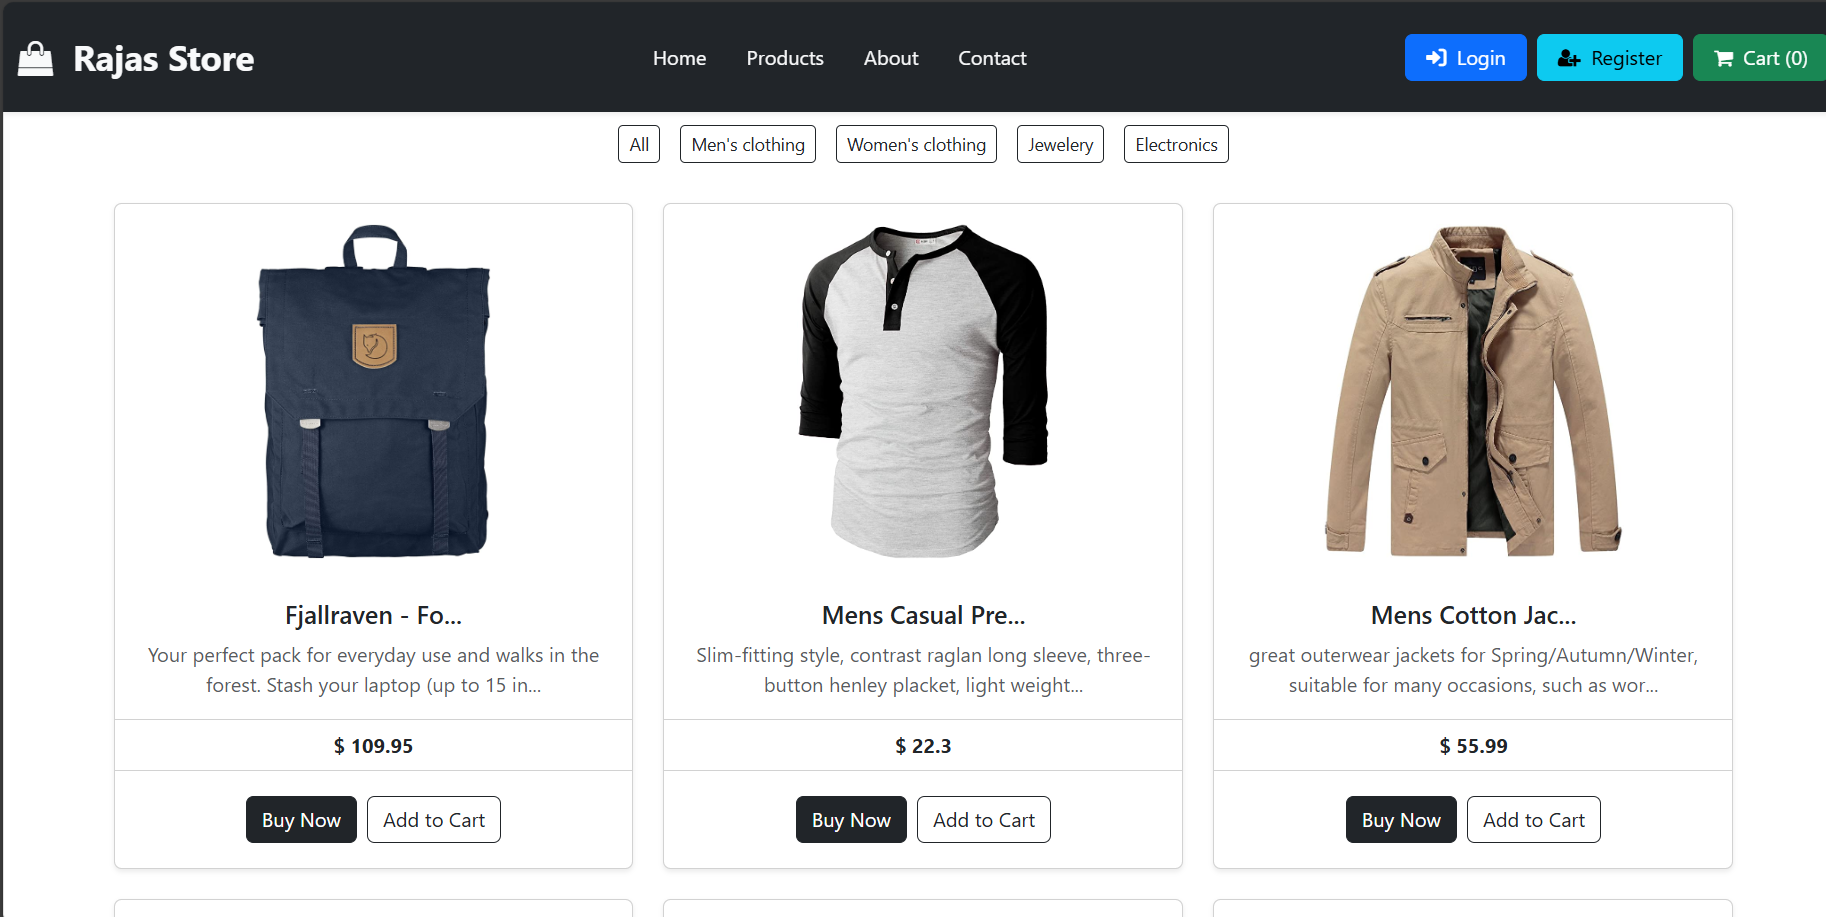 Rajas Store
Home
Products
About
Contact
Login
Register
Cart (0)
All
Men's clothing
Women's clothing
Jewelery
Electronics
Fjallraven - Fo...
Your perfect pack for everyday use and walks in the
forest. Stash your laptop (up to 15 in...
$ 109.95
Buy Now
Add to Cart
Mens Casual Pre...
Slim-fitting style, contrast raglan long sleeve, three-
button henley placket, light weight...
$ 22.3
Buy Now
Add to Cart
Mens Cotton Jac...
great outerwear jackets for Spring/Autumn/Winter,
suitable for many occasions, such as wor...
$ 55.99
Buy Now
Add to Cart